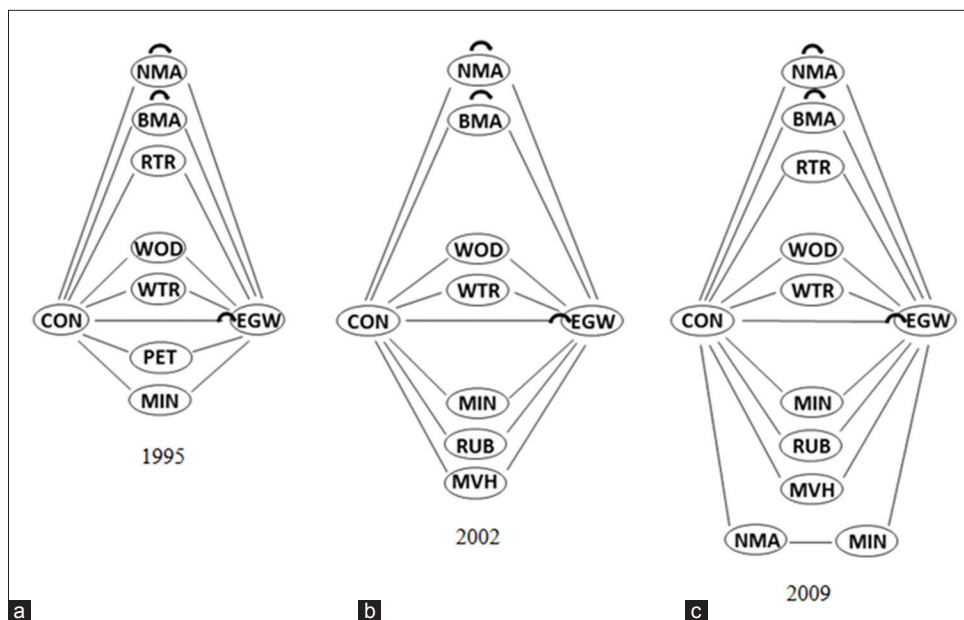 NMA
BMA
RTR
WOD
WTR
CON
EGW
PET
MIN
1995
a
NMA
BMA
WOD
WTR
CON
EGW
MIN
RUB
MVH
2002
b
NMA
BMA
RTR
WOD
WTR
CON
EGW
MIN
RUB
MVH
NMA
MIN
2009
c